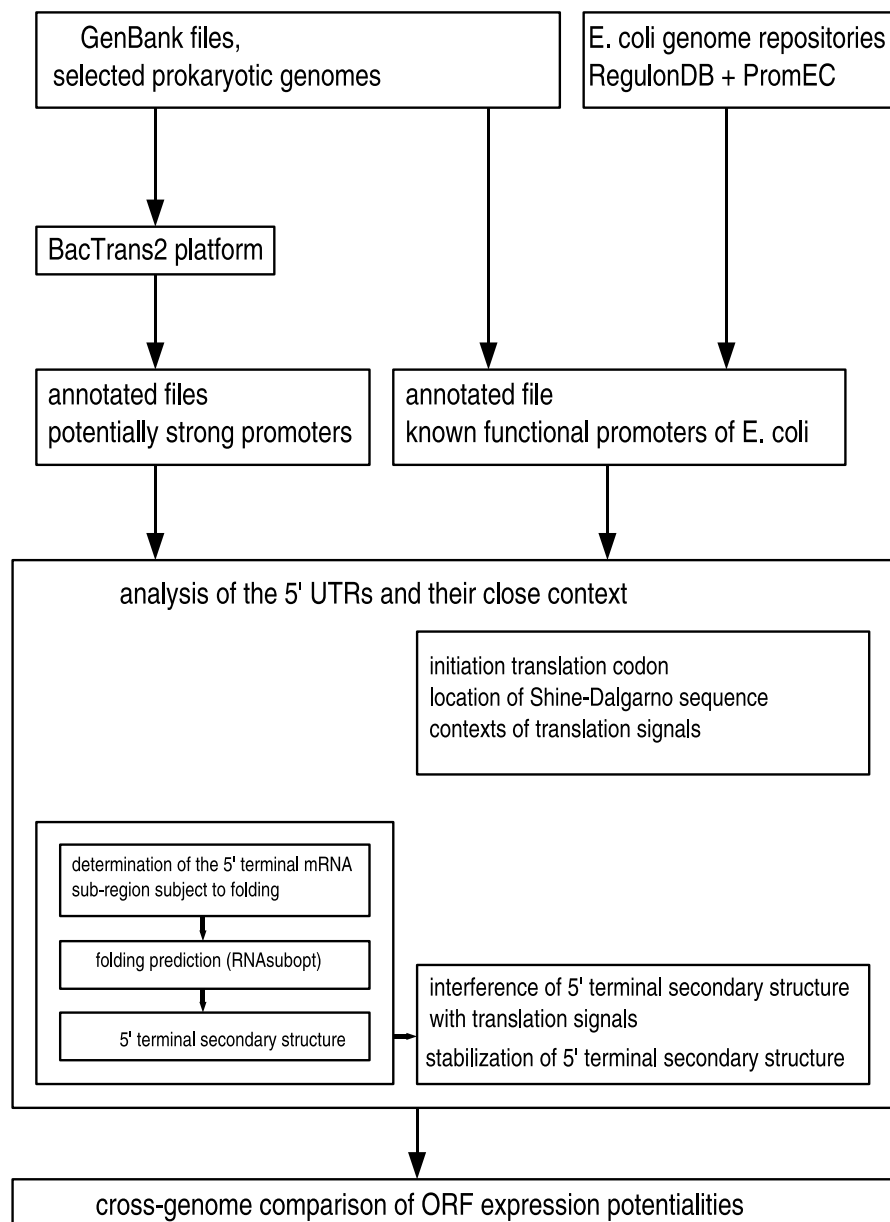 GenBank files,
selected prokaryotic genomes
E. coli genome repositories
RegulonDB + PromEC
BacTrans2 platform
annotated files
potentially strong promoters
annotated file
known functional promoters of E. coli
analysis of the 5' UTRs and their close context
initiation translation codon
location of Shine-Dalgarno sequence
contexts of translation signals
determination of the 5' terminal mRNA
sub-region subject to folding
folding prediction (RNAsubopt)
5' terminal secondary structure
interference of 5' terminal secondary structure
with translation signals
stabilization of 5' terminal secondary structure
cross-genome comparison of ORF expression potentialities